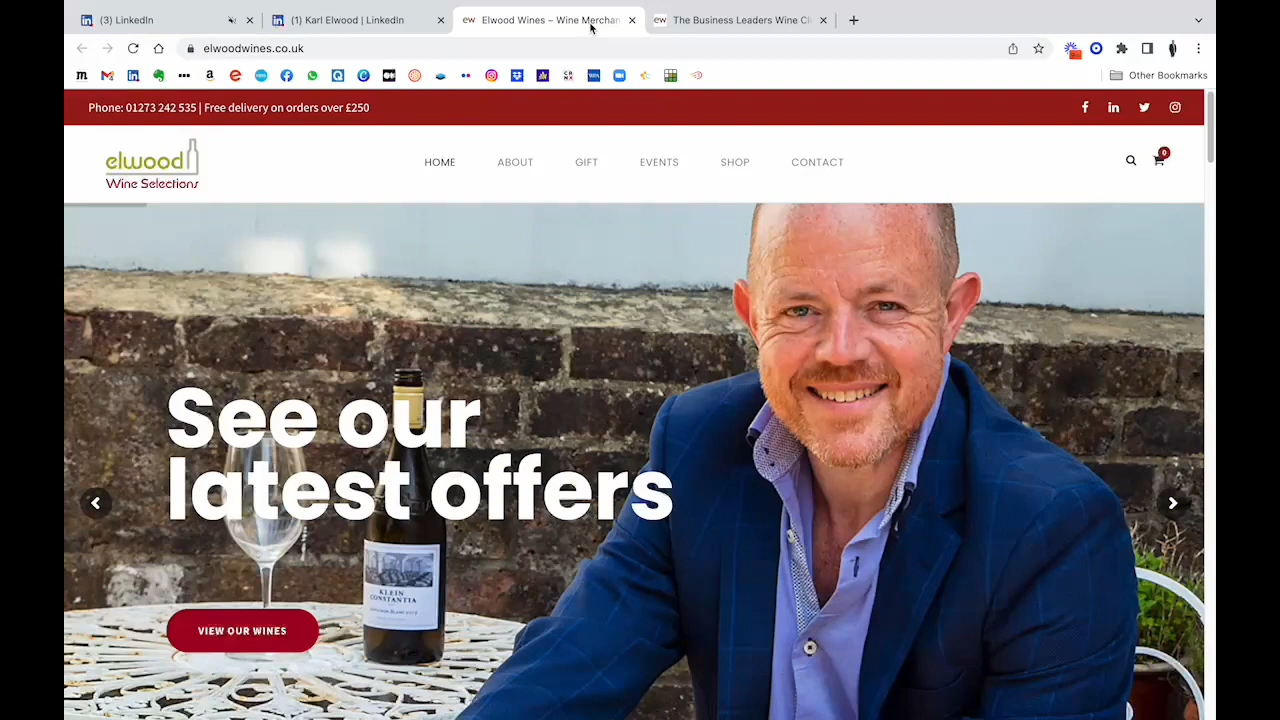 (3) LinkedIn
(1) Karl Elwood | LinkedIn
ew Elwood Wines – Wine Merchan
ew The Business Leaders Wine Cl
elwoodwines.co.uk
Other Bookmarks
Phone: 01273 242 535 | Free delivery on orders over £250
elwood
Wine Selections
HOME
ABOUT
GIFT
EVENTS
SHOP
CONTACT
0
See our
latest offers
KLEIN
CONSTANTIA
VIEW OUR WINES